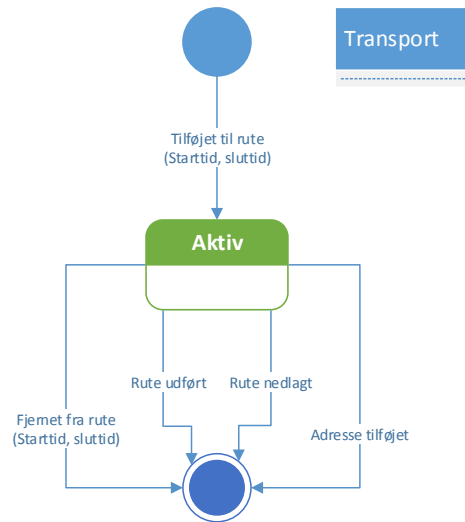 Transport
Tilføjet til rute
(Starttid, sluttid)
Aktiv
Rute udført
Rute nedlagt
Fjernet fra rute
(Starttid, sluttid)
Adresse tilføjet